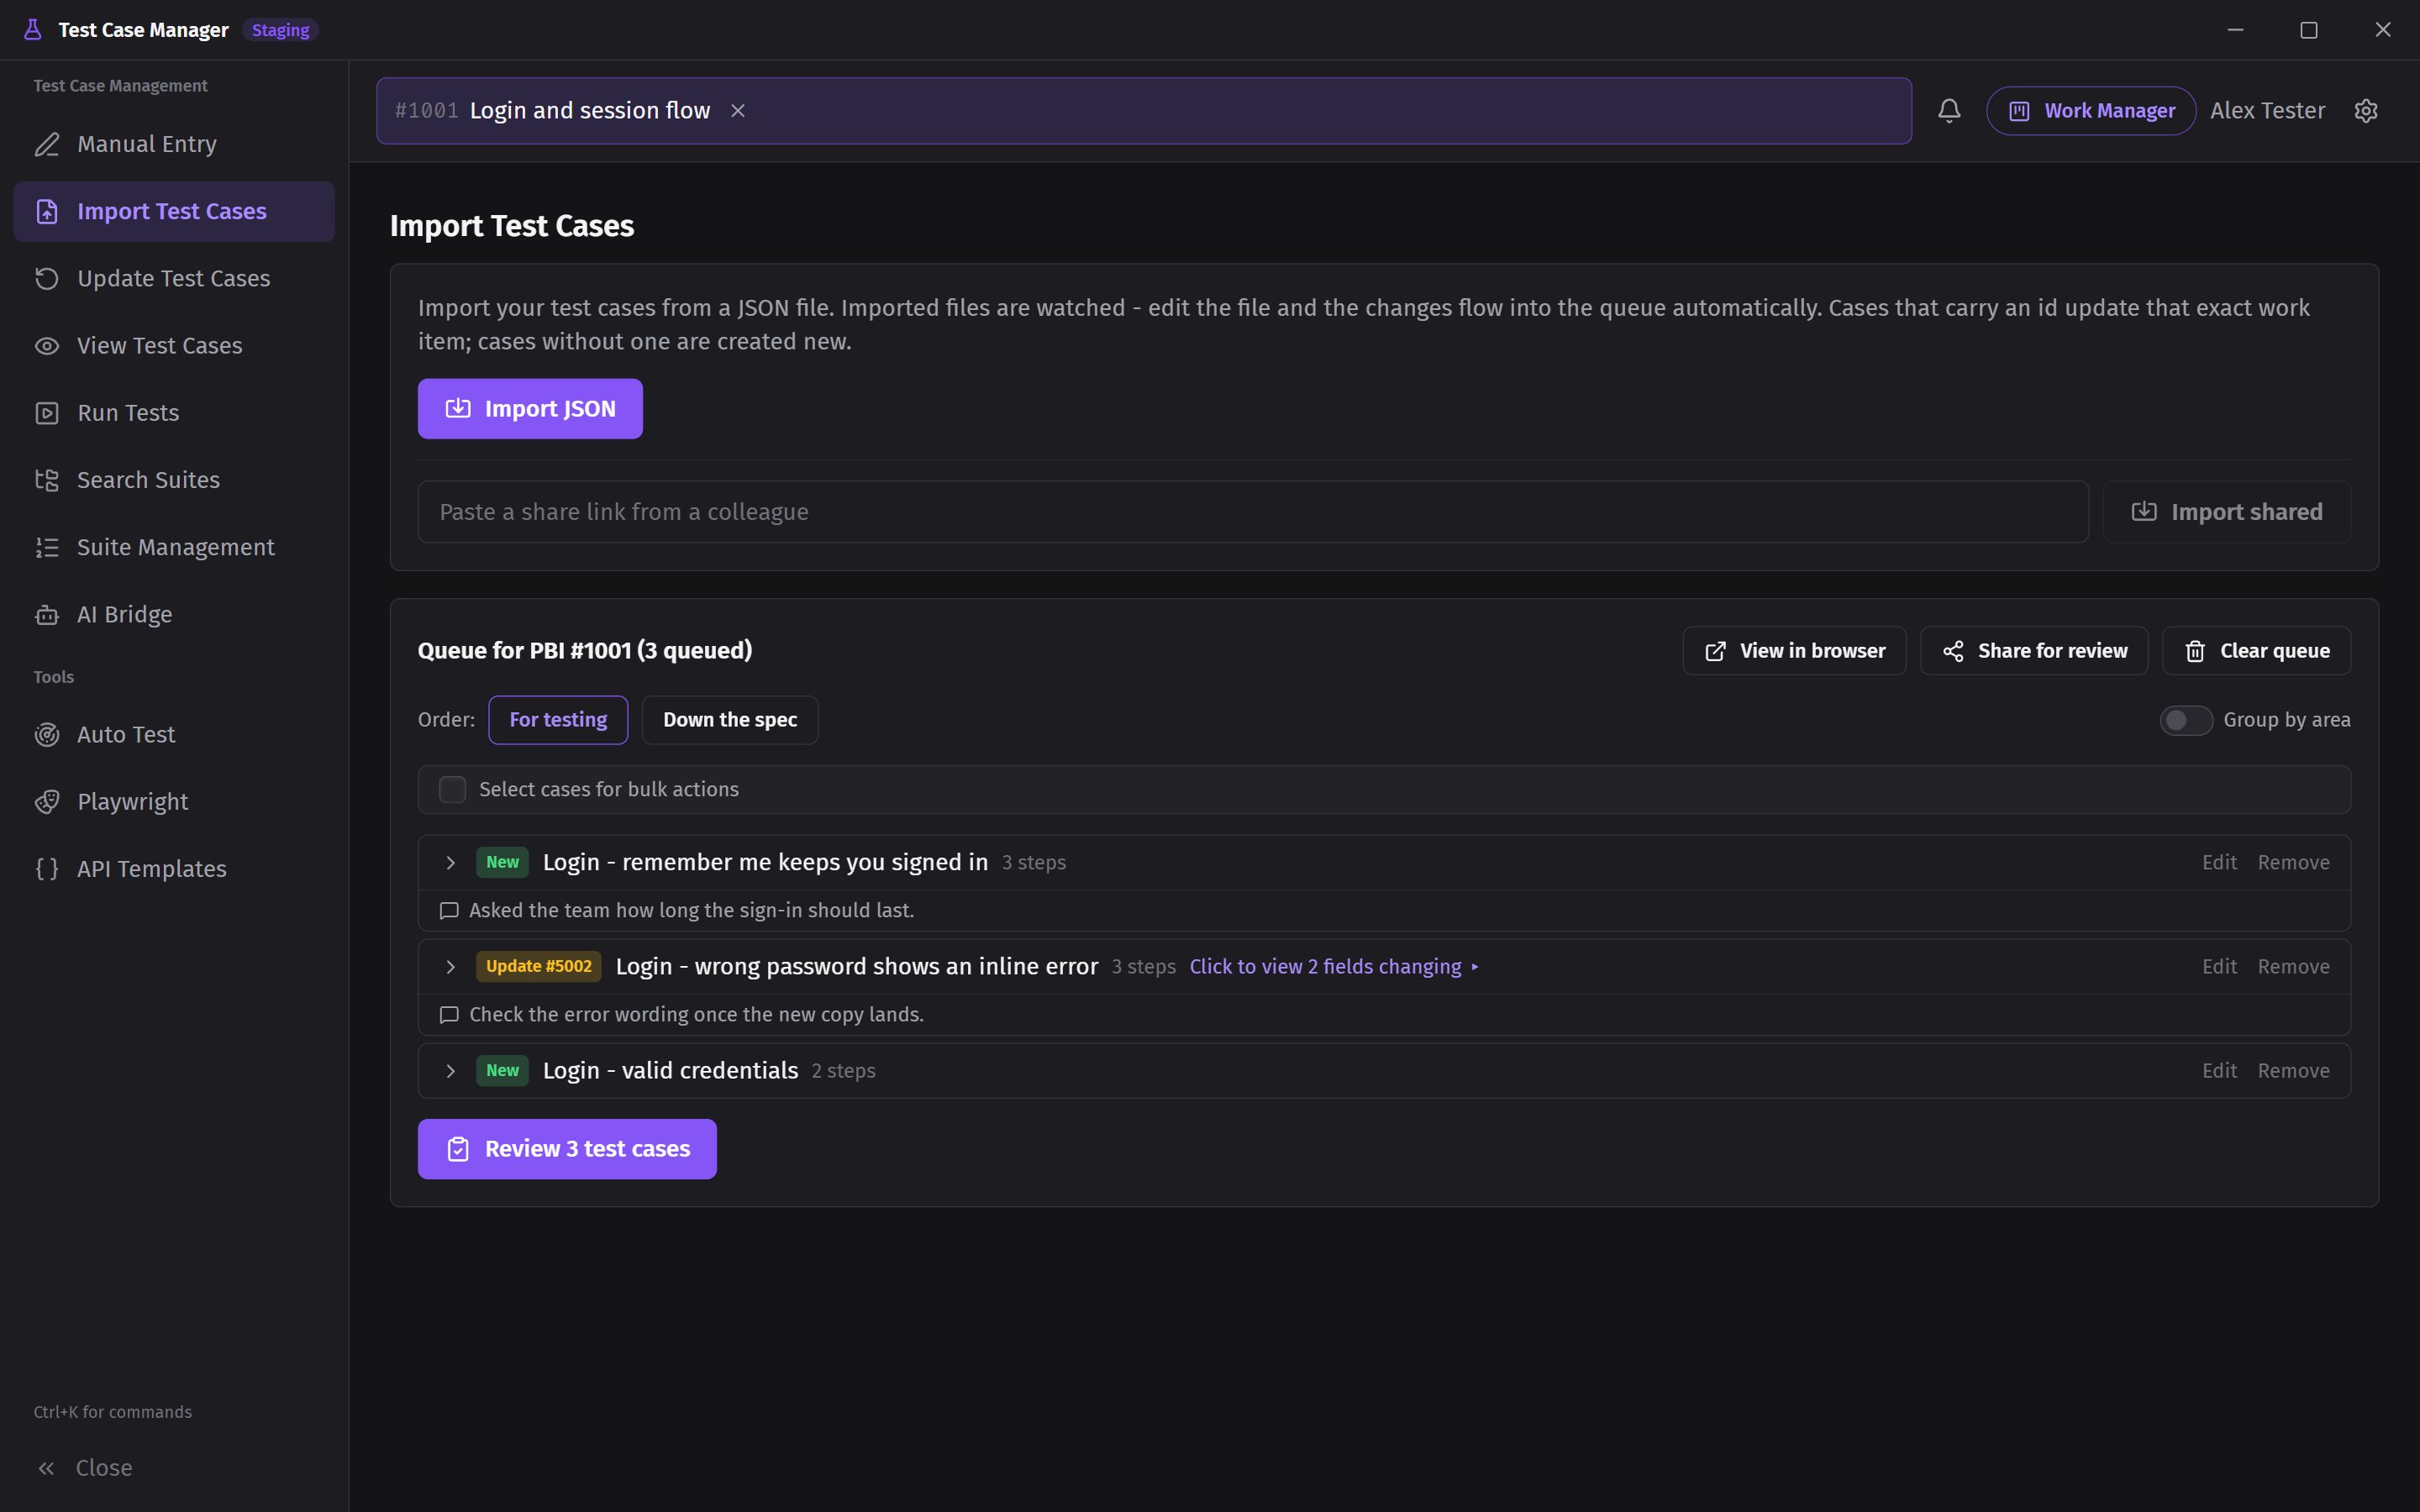 Test Case Manager Staging
Test Case Management
Manual Entry
Import Test Cases
Update Test Cases
View Test Cases
Run Tests
Search Suites
Suite Management
AI Bridge
Tools
Auto Test
Playwright
API Templates
Ctrl+K for commands
Close
#1001 Login and session flow
Work Manager
Alex Tester
Import Test Cases
Import your test cases from a JSON file. Imported files are watched - edit the file and the changes flow into the queue automatically. Cases that carry an id update that exact work
item; cases without one are created new.
Import JSON
Paste a share link from a colleague
Import shared
Queue for PBI #1001 (3 queued)
View in browser
Share for review
Clear queue
Order: For testing Down the spec
Group by area
Select cases for bulk actions
New Login - remember me keeps you signed in 3 steps Edit Remove
Asked the team how long the sign-in should last.
Update #5002 Login - wrong password shows an inline error 3 steps Click to view 2 fields changing ▸ Edit Remove
Check the error wording once the new copy lands.
New Login - valid credentials 2 steps Edit Remove
Review 3 test cases